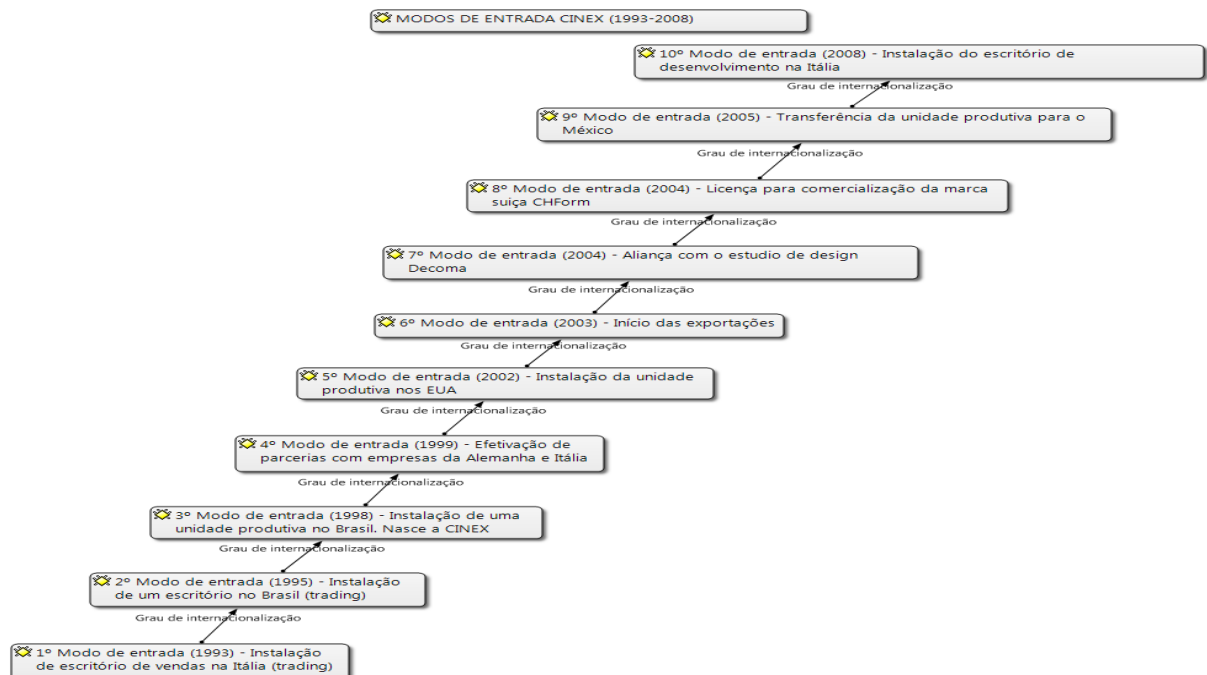 MODOS DE ENTRADA CINEX (1993-2008)
10º Modo de entrada (2008) - Instalação do escritório de
desenvolvimento na Itália
Grau de internacionalização
9º Modo de entrada (2005) - Transferência da unidade produtiva para o
México
Grau de internacionalização
8º Modo de entrada (2004) - Licença para comercialização da marca
suiça CHForm
Grau de internacionalização
7º Modo de entrada (2004) - Aliança com o estudio de design
Decoma
Grau de internacionalização
6º Modo de entrada (2003) - Início das exportações
Grau de internacionalização
5º Modo de entrada (2002) - Instalação da unidade
produtiva nos EUA
Grau de internacionalização
4º Modo de entrada (1999) - Efetivação de
parcerias com empresas da Alemanha e Itália
Grau de internacionalização
3º Modo de entrada (1998) - Instalação de uma
unidade produtiva no Brasil. Nasce a CINEX
Grau de internacionalização
2º Modo de entrada (1995) - Instalação
de um escritório no Brasil (trading)
Grau de internacionalização
1º Modo de entrada (1993) - Instalação
de escritório de vendas na Itália (trading)